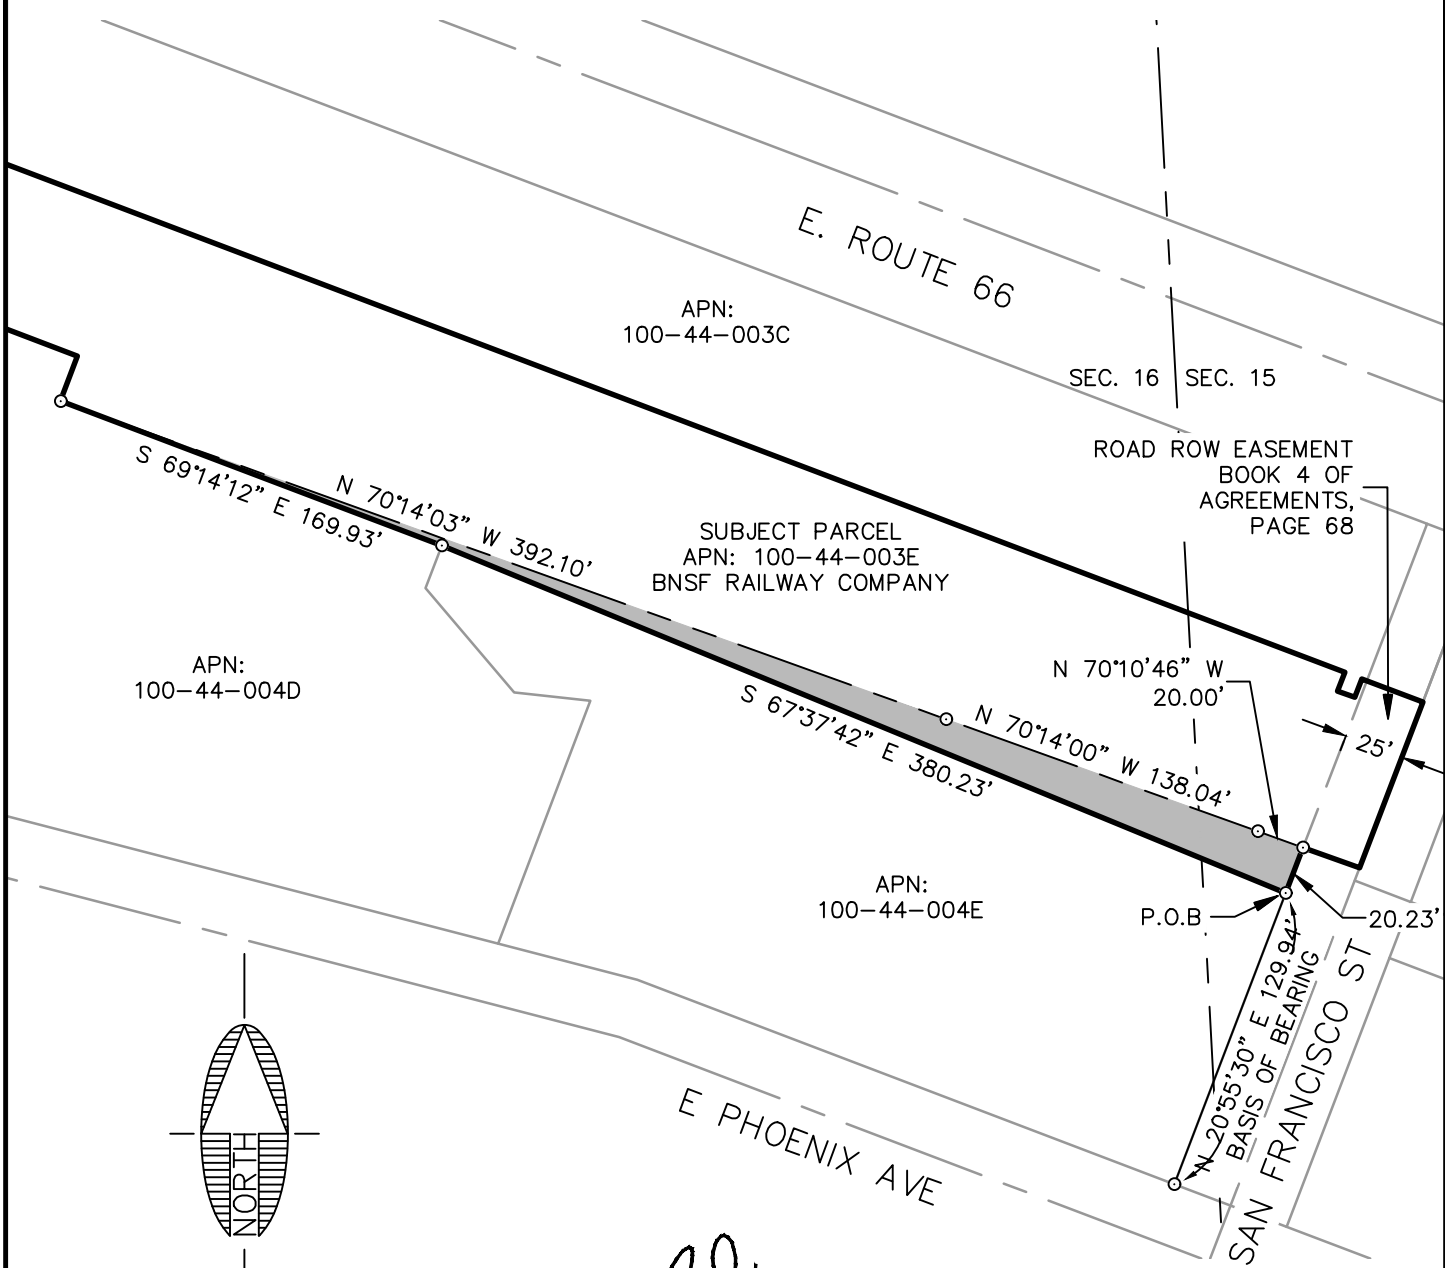 E. ROUTE 66
APN:
100-44-003C
SEC. 16
SEC. 15
ROAD ROW EASEMENT
BOOK 4 OF
AGREEMENTS,
PAGE 68
S 69°14'12" E 169.93'
N 70°14'03" W 392.10'
SUBJECT PARCEL
APN: 100-44-003E
BNSF RAILWAY COMPANY
APN:
100-44-004D
N 70°10'46" W
20.00'
S 67°37'42" E 380.23'
N 70°14'00" W 138.04'
25'
APN:
100-44-004E
P.O.B
20.23'
N 20°55'30" E 129.94'
BASIS OF BEARING
SAN FRANCISCO ST
E PHOENIX AVE
NORTH